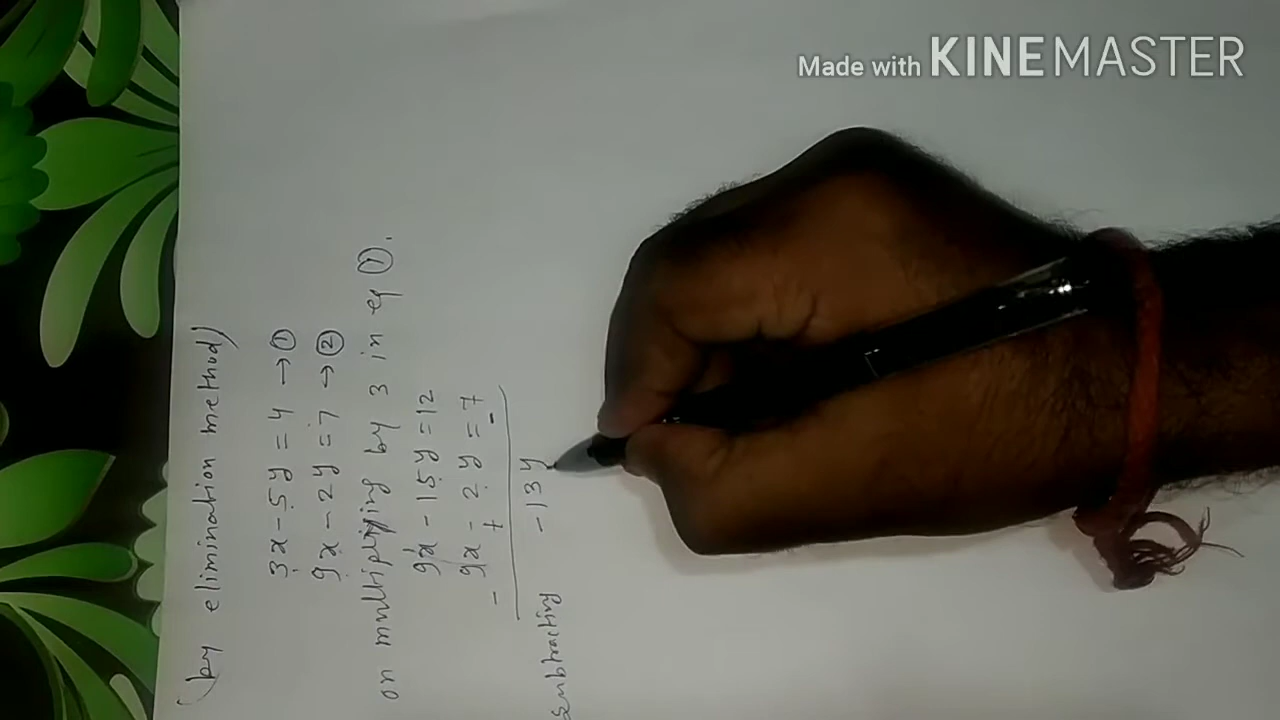 Made with KINEMASTER
(by elimination method)
3x - 5y = 4 → ①
9x - 2y = 7 → ②
on multiplying by 3 in eq ①.
9x - 15y = 12
9x - 2y = 7
- + -
Subtracting - 13y